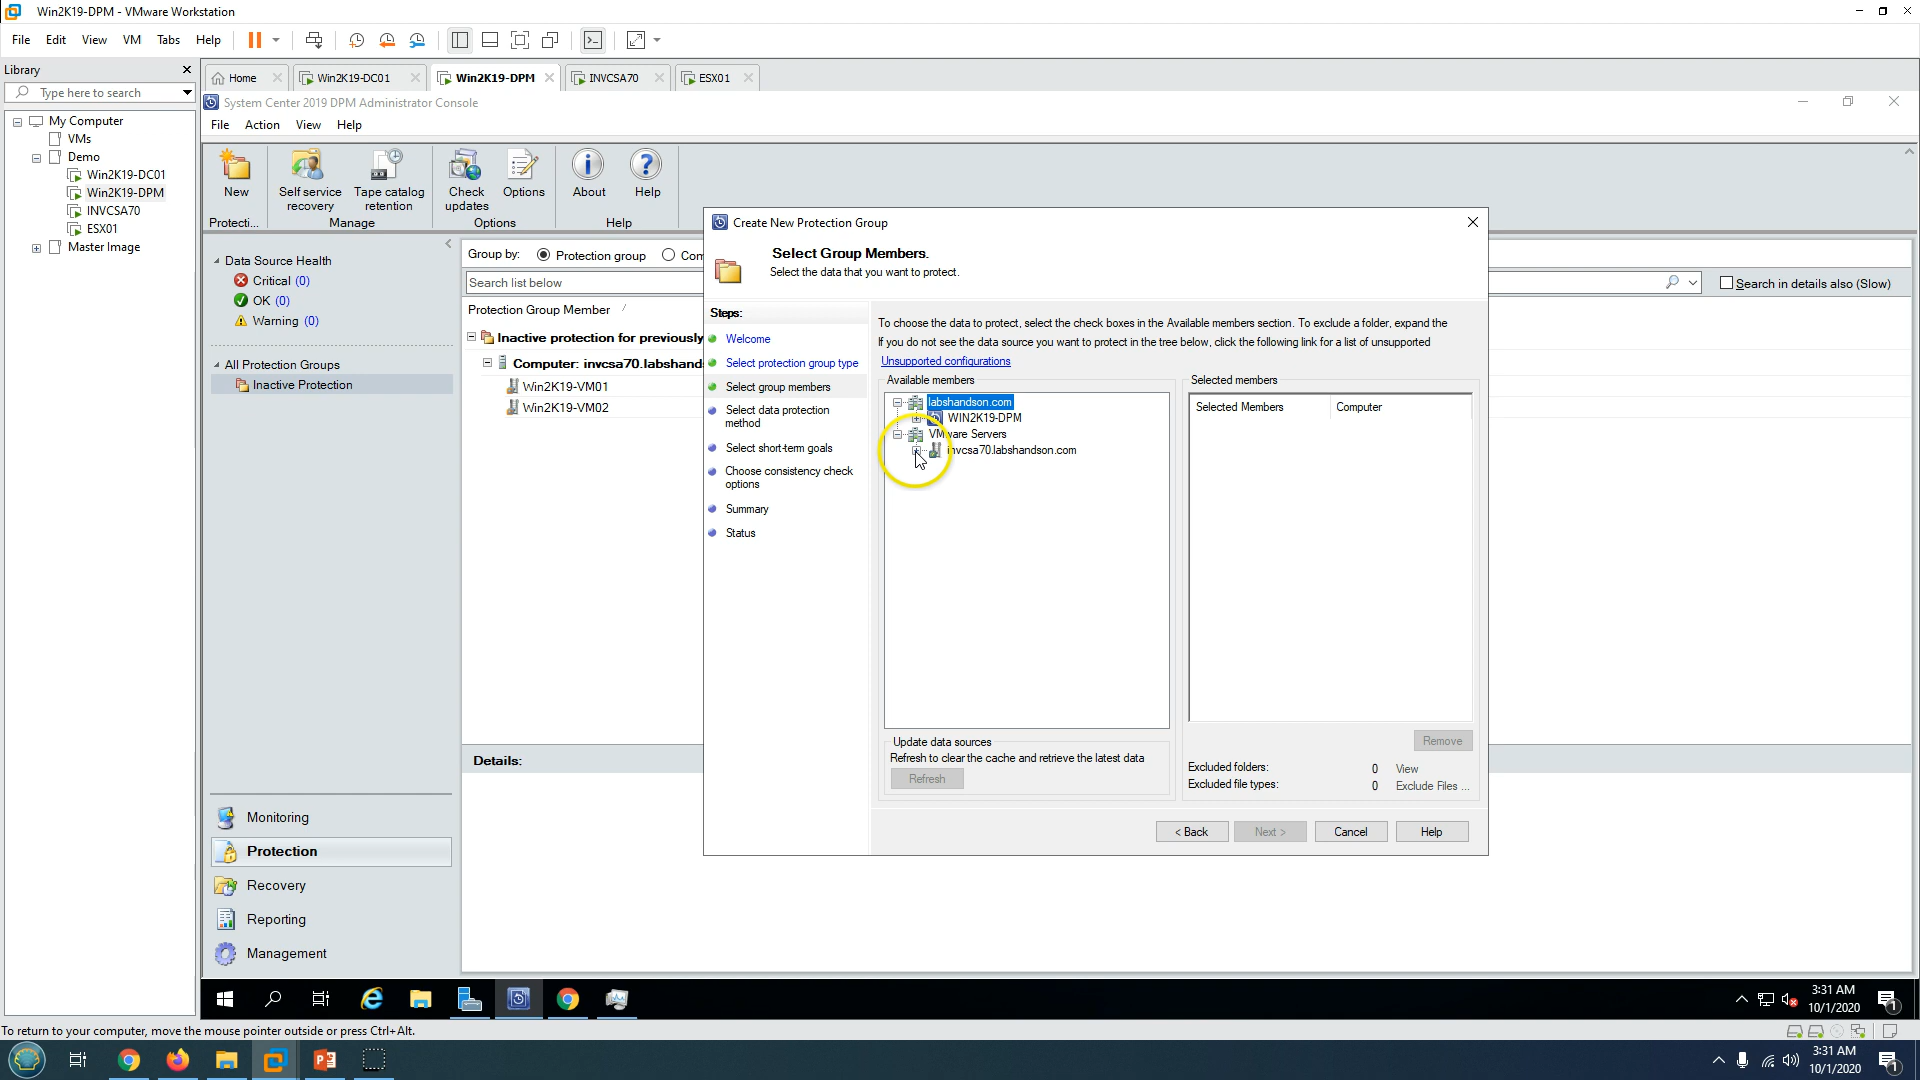 Win2K19-DPM - VMware Workstation
File Edit View VM Tabs Help
Library
Type here to search
My Computer
VMs
Demo
Win2K19-DC01
Win2K19-DPM
INVCSA70
ESX01
Master Image
Home Win2K19-DC01 Win2K19-DPM INVCSA70 ESX01
System Center 2019 DPM Administrator Console
File Action View Help
New
Protecti...
Self service recovery
Tape catalog retention
Manage
Check updates
Options
Options
About
Help
Help
Data Source Health
Critical (0)
OK (0)
Warning (0)
All Protection Groups
Inactive Protection
Monitoring
Protection
Recovery
Reporting
Management
Group by: Protection group Com
Search list below
Search in details also (Slow)
Protection Group Member
Inactive protection for previously
Computer: invcsa70.labshands
Win2K19-VM01
Win2K19-VM02
Details:
Create New Protection Group
Select Group Members.
Select the data that you want to protect.
Steps:
Welcome
Select protection group type
Select group members
Select data protection
method
Select short-term goals
Choose consistency check
options
Summary
Status
To choose the data to protect, select the check boxes in the Available members section. To exclude a folder, expand the
If you do not see the data source you want to protect in the tree below, click the following link for a list of unsupported
Unsupported configurations
Available members
labshandson.com
WIN2K19-DPM
VMware Servers
invcsa70.labshandson.com
Update data sources
Refresh to clear the cache and retrieve the latest data
Refresh
Selected members
Selected Members Computer
Remove
Excluded folders: 0 View
Excluded file types: 0 Exclude Files ...
< Back Next > Cancel Help
3:31 AM
10/1/2020
1
To return to your computer, move the mouse pointer outside or press Ctrl+Alt.
3:31 AM
10/1/2020
1